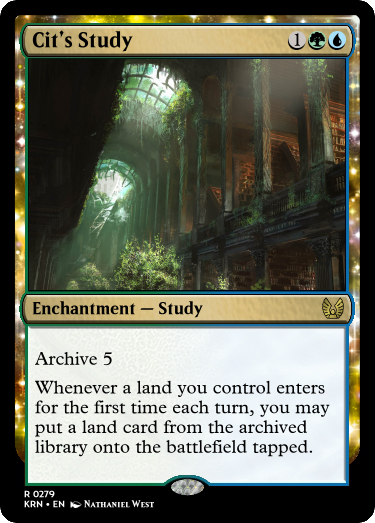 Cit's Study 1
Enchantment — Study
Archive 5
Whenever a land you control enters
for the first time each turn, you may
put a land card from the archived
library onto the battlefield tapped.
R 0279
KRN • EN Nathaniel West